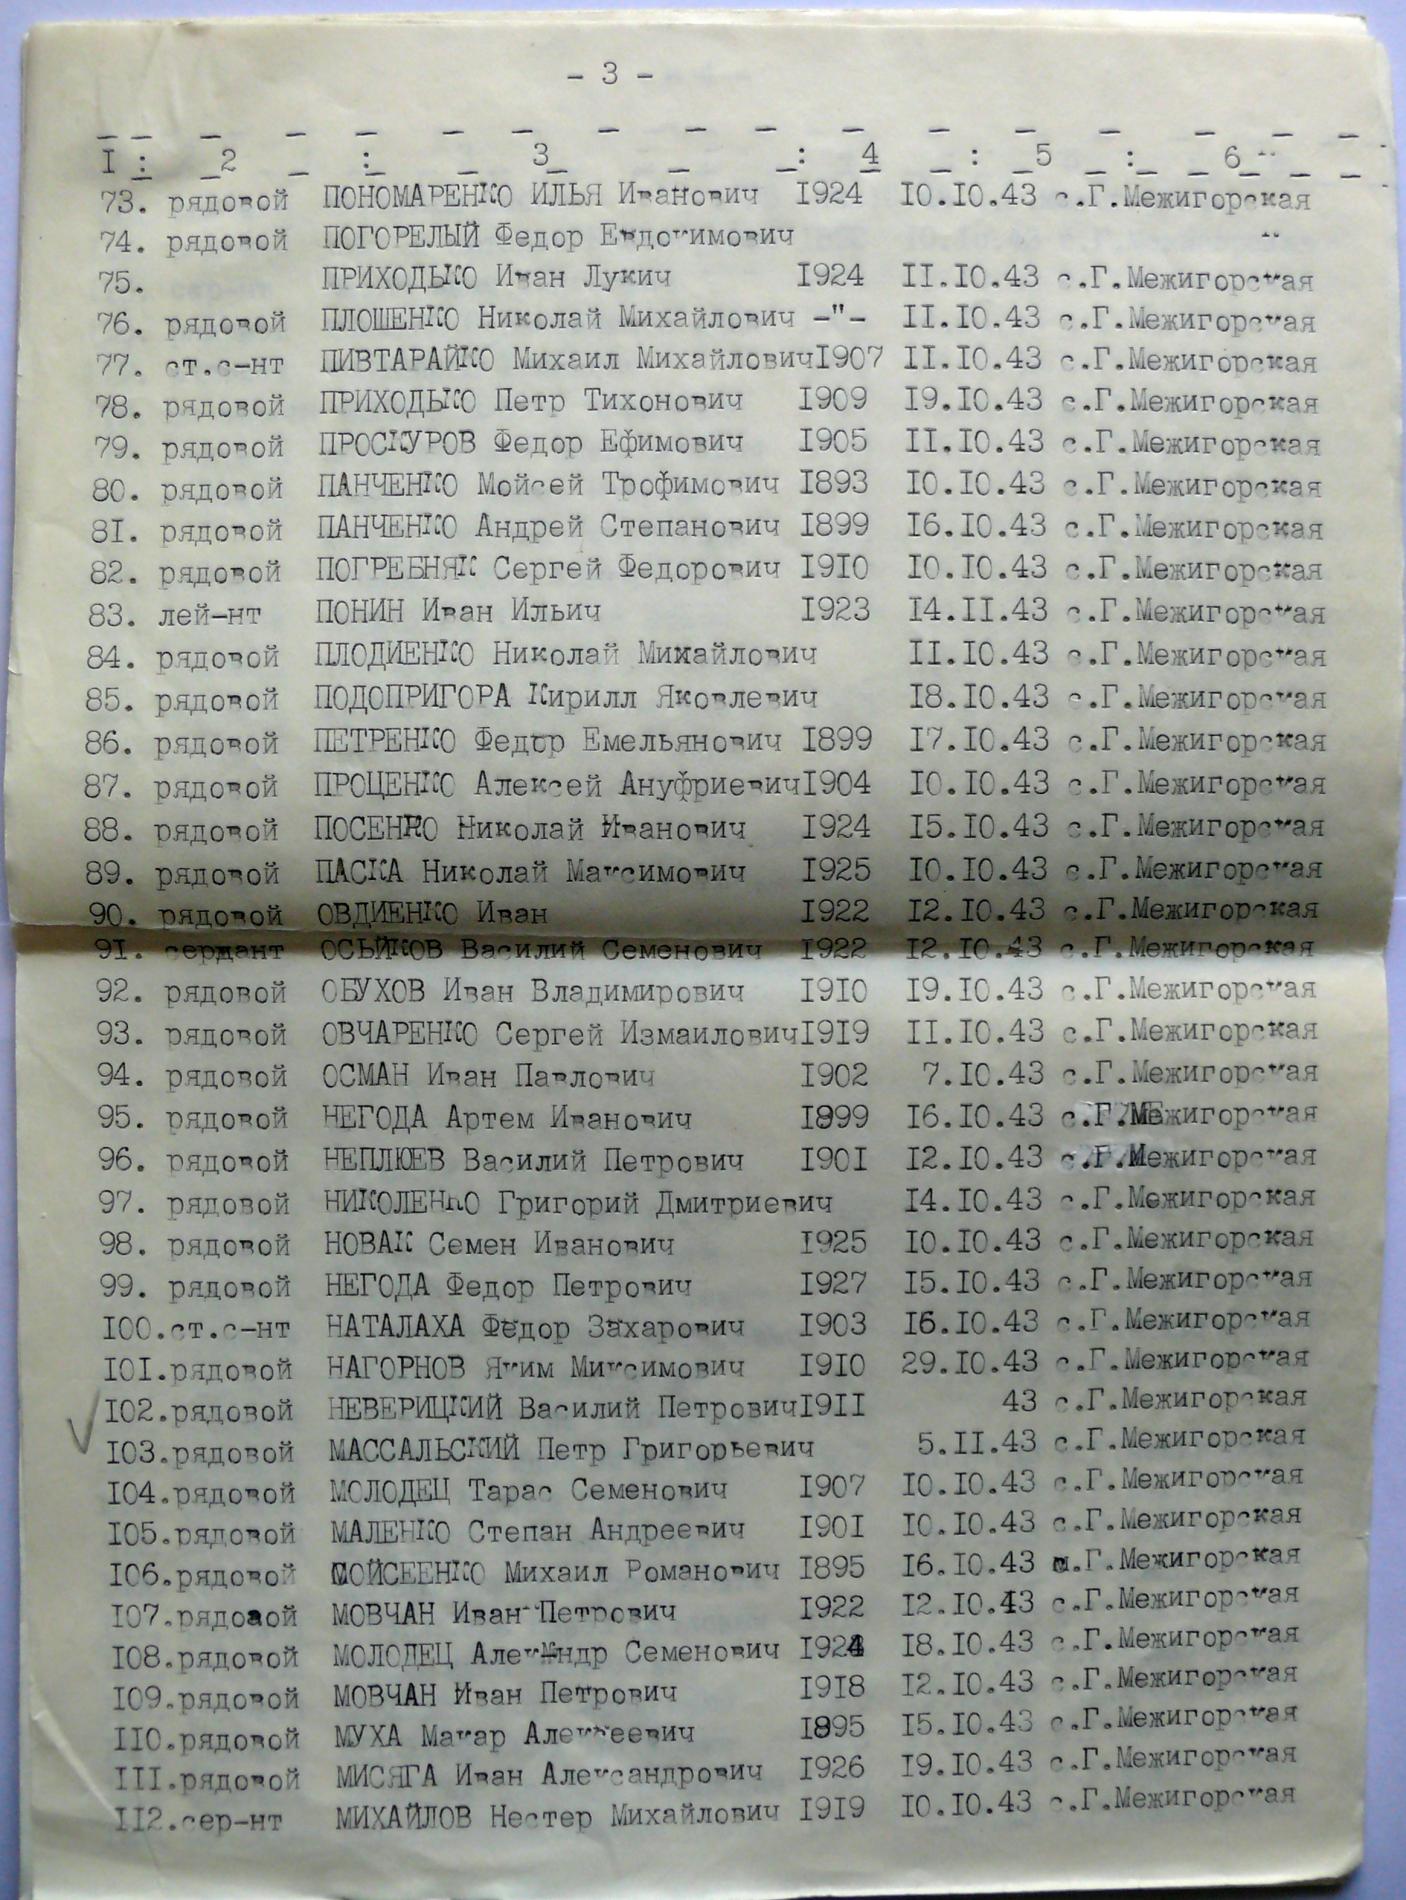 - 3 -
I : 2 : 3 : 4 : 5 : 6
73. рядовой ПОНОМАРЕНКО ИЛЬЯ Иванович I924 I0.I0.43 с.Г.Межигорская
74. рядовой ПОГОРЕЛЫЙ Федор Евдокимович
75. ПРИХОДЬКО Иван Лукич I924 II.I0.43 с.Г.Межигорская
76. рядовой ПЛОШЕНКО Николай Михайлович -"- II.I0.43 с.Г.Межигорская
77. ст.с-нт ПИВТАРАЙКО Михаил МихайловичI907 II.I0.43 с.Г.Межигорская
78. рядовой ПРИХОДЬКО Петр Тихонович I909 I9.I0.43 с.Г.Межигорская
79. рядовой ПРОСКУРОВ Федор Ефимович I905 II.I0.43 с.Г.Межигорская
80. рядовой ПАНЧЕНКО Мойсей Трофимович I893 I0.I0.43 с.Г.Межигорская
8I. рядовой ПАНЧЕНКО Андрей Степанович I899 I6.I0.43 с.Г.Межигорская
82. рядовой ПОГРЕБНЯК Сергей Федорович I9I0 I0.I0.43 с.Г.Межигорская
83. лей-нт ПОНИН Иван Ильич I923 I4.II.43 с.Г.Межигорская
84. рядовой ПЛОДИЕНКО Николай Михайлович II.I0.43 с.Г.Межигорская
85. рядовой ПОДОПРИГОРА Кирилл Яковлевич I8.I0.43 с.Г.Межигорская
86. рядовой ПЕТРЕНКО Федор Емельянович I899 I7.I0.43 с.Г.Межигорская
87. рядовой ПРОЦЕНКО Алексей АнуфриевичI904 I0.I0.43 с.Г.Межигорская
88. рядовой ПОСЕНКО Николай Иванович I924 I5.I0.43 с.Г.Межигорская
89. рядовой ПАСКА Николай Максимович I925 I0.I0.43 с.Г.Межигорская
90. рядовой ОВДИЕНКО Иван I922 I2.I0.43 с.Г.Межигорская
9I. сержант ОСЬКОВ Василий Семенович I922 I2.I0.43 с.Г.Межигорская
92. рядовой ОБУХОВ Иван Владимирович I9I0 I9.I0.43 с.Г.Межигорская
93. рядовой ОВЧАРЕНКО Сергей ИзмаиловичI9I9 II.I0.43 с.Г.Межигорская
94. рядовой ОСМАН Иван Павлович I902 7.I0.43 с.Г.Межигорская
95. рядовой НЕГОДА Артем Иванович I899 I6.I0.43 с.Г.Межигорская
96. рядовой НЕПЛЮЕВ Василий Петрович I90I I2.I0.43 с.Г.Межигорская
97. рядовой НИКОЛЕНКО Григорий Дмитриевич I4.I0.43 с.Г.Межигорская
98. рядовой НОВАК Семен Иванович I925 I0.I0.43 с.Г.Межигорская
99. рядовой НЕГОДА Федор Петрович I927 I5.I0.43 с.Г.Межигорская
I00.ст.с-нт НАТАЛАХА Федор Захарович I903 I6.I0.43 с.Г.Межигорская
I0I.рядовой НАГОРНОВ Яким Миксимович I9I0 29.I0.43 с.Г.Межигорская
I02.рядовой НЕВЕРИЦКИЙ Василий ПетровичI9II 43 с.Г.Межигорская
I03.рядовой МАССАЛЬСКИЙ Петр Григорьевич 5.II.43 с.Г.Межигорская
I04.рядовой МОЛОДЕЦ Тарас Семенович I907 I0.I0.43 с.Г.Межигорская
I05.рядовой МАЛЕНКО Степан Андреевич I90I I0.I0.43 с.Г.Межигорская
I06.рядовой МОЙСЕЕНКО Михаил Романович I895 I6.I0.43 с.Г.Межигорская
I07.рядовой МОВЧАН Иван Петрович I922 I2.I0.43 с.Г.Межигорская
I08.рядовой МОЛОДЕЦ Александр Семенович I924 I8.I0.43 с.Г.Межигорская
I09.рядовой МОВЧАН Иван Петрович I9I8 I2.I0.43 с.Г.Межигорская
II0.рядовой МУХА Макар Алексеевич I895 I5.I0.43 с.Г.Межигорская
III.рядовой МИСЯГА Иван Александрович I926 I9.I0.43 с.Г.Межигорская
II2.сер-нт МИХАЙЛОВ Нестер Михайлович I9I9 I0.I0.43 с.Г.Межигорская